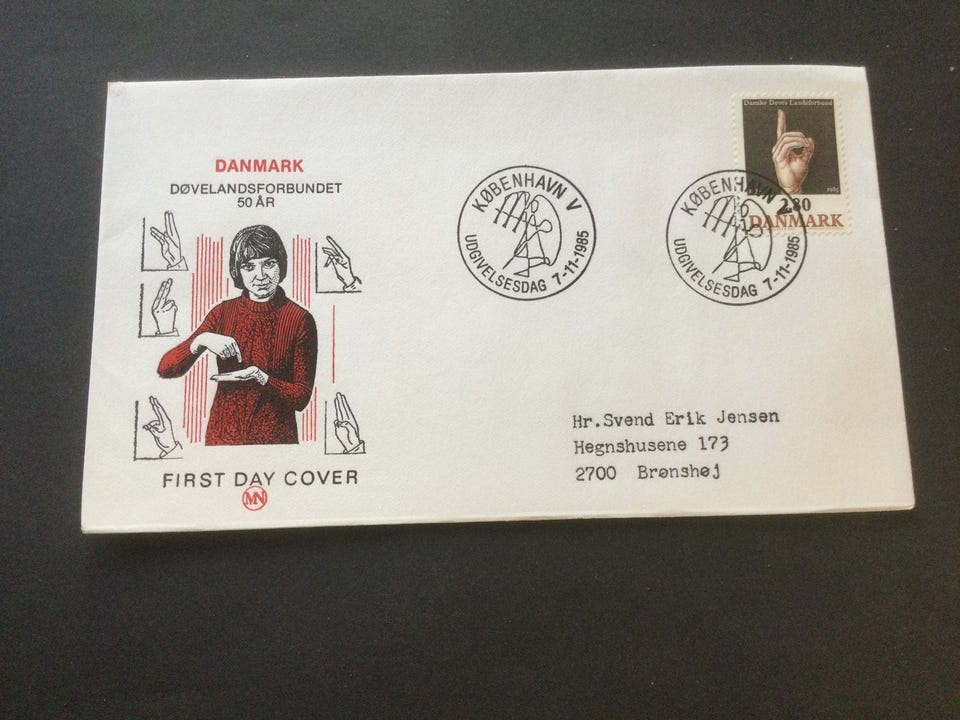 DANMARK
DØVELANDSFORBUNDET
50 ÅR
FIRST DAY COVER
MN
KØBENHAVN V
UDGIVELSESDAG 7-11-1985
KØBENHAVN V
UDGIVELSESDAG 7-11-1985
Danske Døves Landsforbund
1985
2.80
DANMARK
Hr.Svend Erik Jensen
Hegnshusene 173
2700 Brønshøj